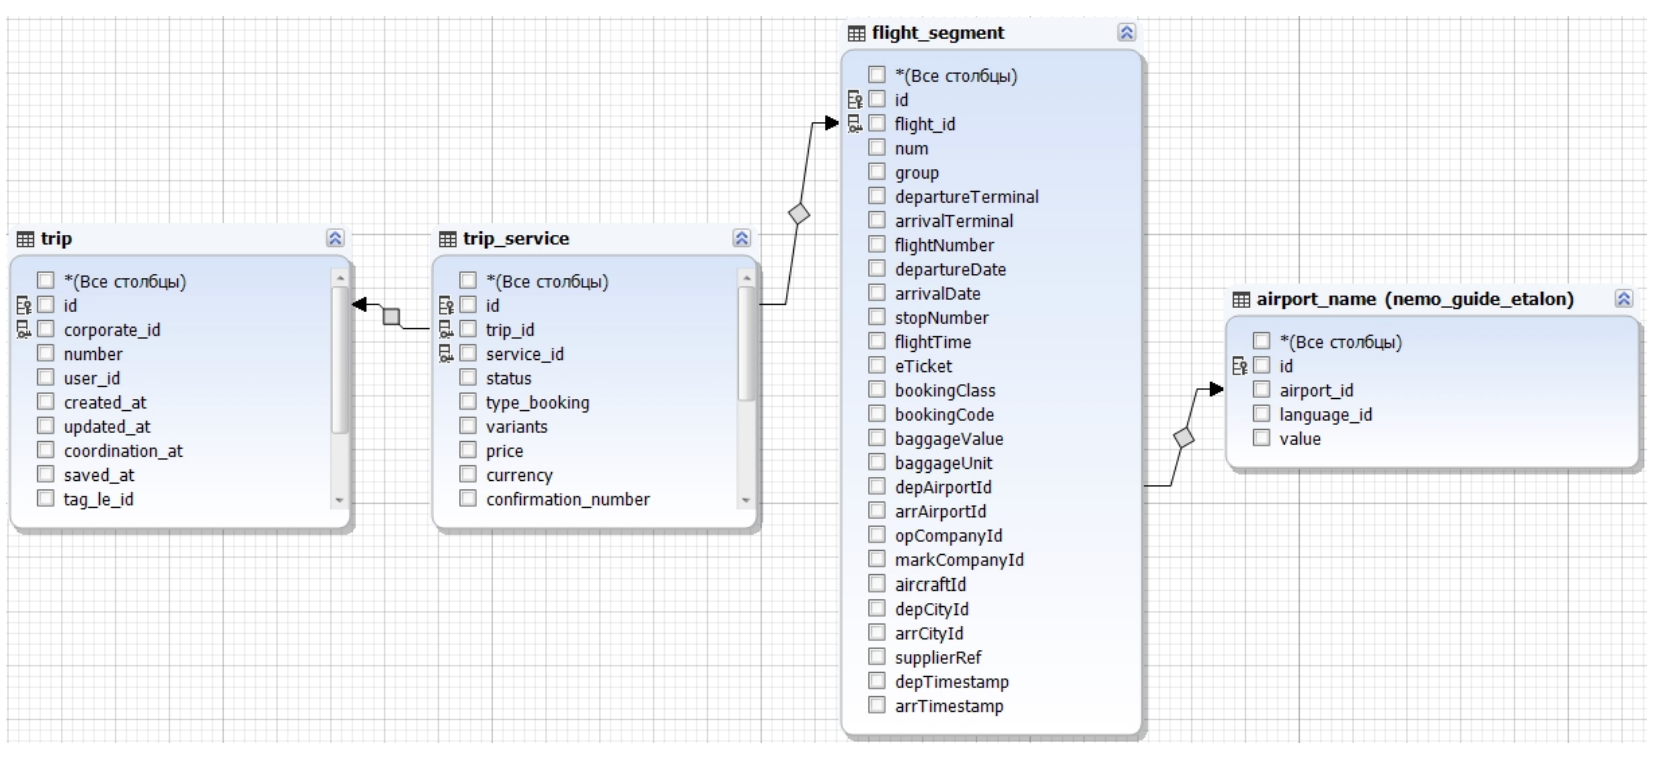 trip
*(Все столбцы)
id
corporate_id
number
user_id
created_at
updated_at
coordination_at
saved_at
tag_le_id
trip_service
*(Все столбцы)
id
trip_id
service_id
status
type_booking
variants
price
currency
confirmation_number
flight_segment
*(Все столбцы)
id
flight_id
num
group
departureTerminal
arrivalTerminal
flightNumber
departureDate
arrivalDate
stopNumber
flightTime
eTicket
bookingClass
bookingCode
baggageValue
baggageUnit
depAirportId
arrAirportId
opCompanyId
markCompanyId
aircraftId
depCityId
arrCityId
supplierRef
depTimestamp
arrTimestamp
airport_name (nemo_guide_etalon)
*(Все столбцы)
id
airport_id
language_id
value